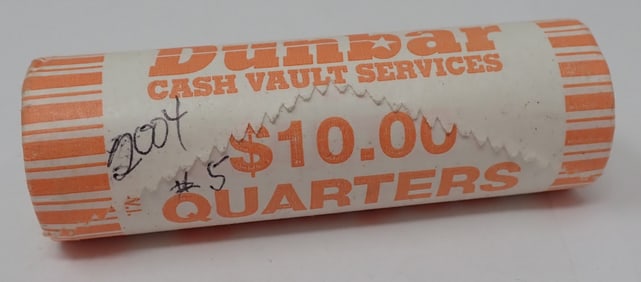 Dunbar
CASH VAULT SERVICES
2004
$10.00
#5
QUARTERS